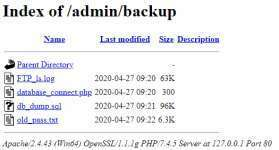 Index of /admin/backup
Name Last modified Size Description
Parent Directory -
FTP_ls.log 2020-04-27 09:20 63K
database_connect.php 2020-04-27 09:20 300
db_dump.sql 2020-04-27 09:21 96K
old_pass.txt 2020-04-27 09:22 6.3K
Apache/2.4.43 (Win64) OpenSSL/1.1.1g PHP/7.4.5 Server at 127.0.0.1 Port 80